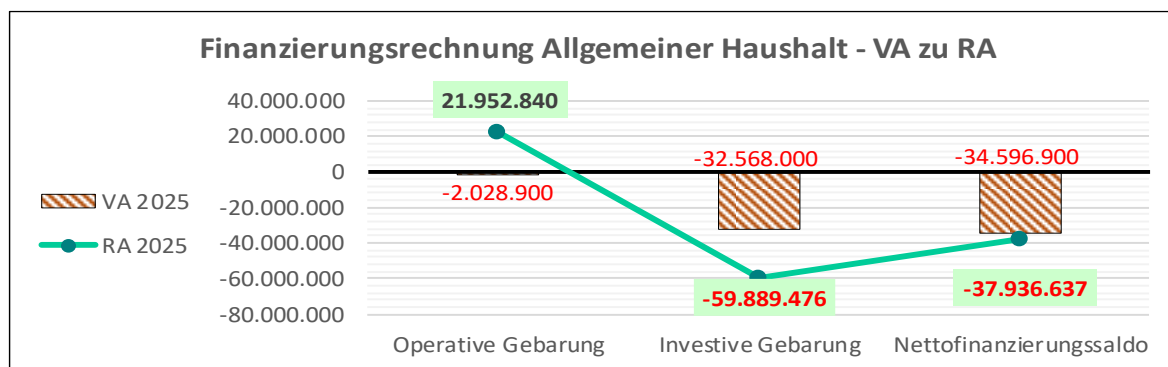 Finanzierungsrechnung Allgemeiner Haushalt - VA zu RA
40.000.000
20.000.000
0
-20.000.000
-40.000.000
-60.000.000
-80.000.000
21.952.840
-32.568.000
-34.596.900
-2.028.900
-59.889.476
-37.936.637
VA 2025
RA 2025
Operative Gebarung
Investive Gebarung
Nettofinanzierungssaldo